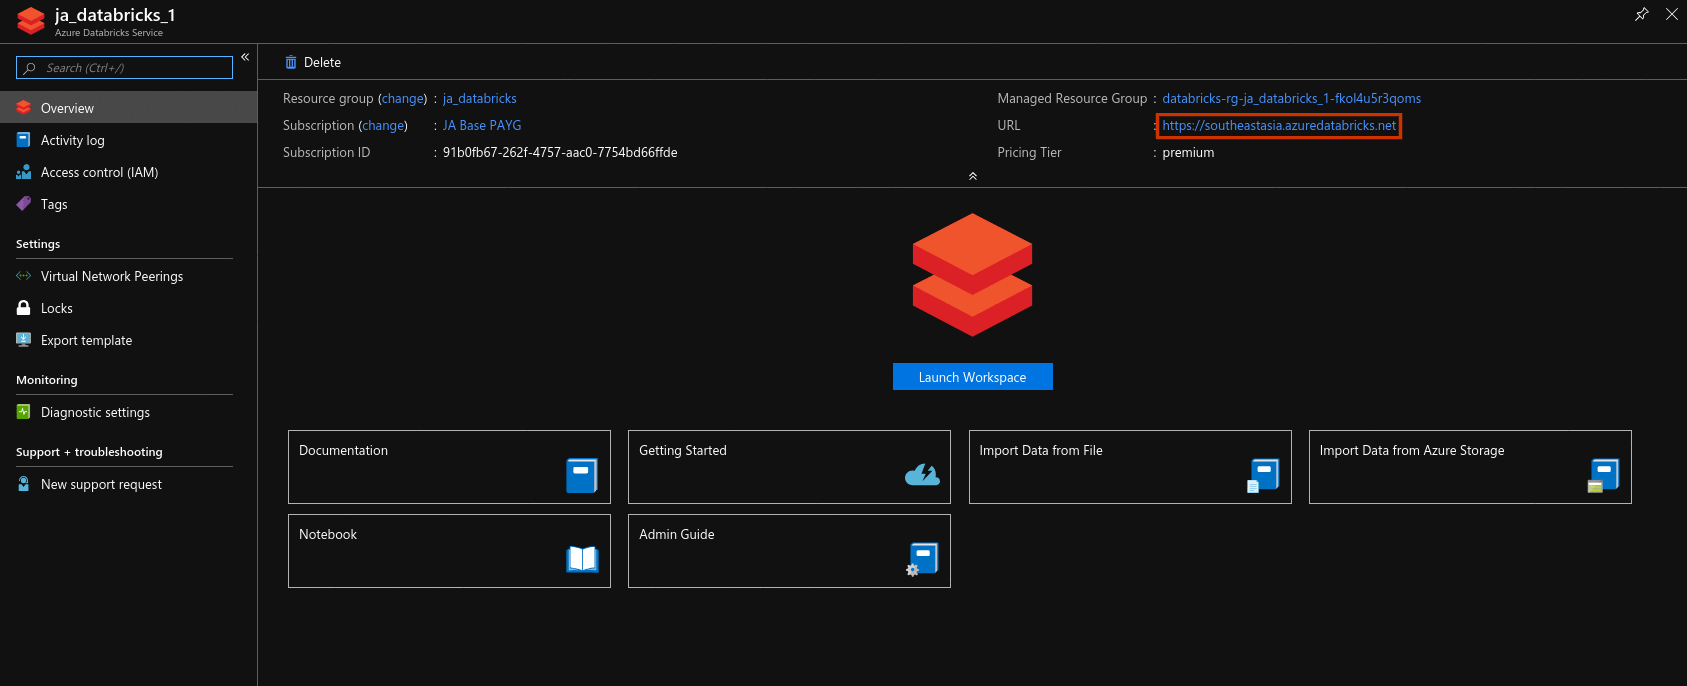 ja_databricks_1
Azure Databricks Service
Search (Ctrl+/)
Overview
Activity log
Access control (IAM)
Tags
Settings
Virtual Network Peerings
Locks
Export template
Monitoring
Diagnostic settings
Support + troubleshooting
New support request
Delete
Resource group (change) : ja_databricks
Subscription (change) : JA Base PAYG
Subscription ID : 91b0fb67-262f-4757-aac0-7754bd66ffde
Managed Resource Group : databricks-rg-ja_databricks_1-fkol4u5r3qoms
URL : https://southeastasia.azuredatabricks.net
Pricing Tier : premium
Launch Workspace
Documentation
Getting Started
Import Data from File
Import Data from Azure Storage
Notebook
Admin Guide